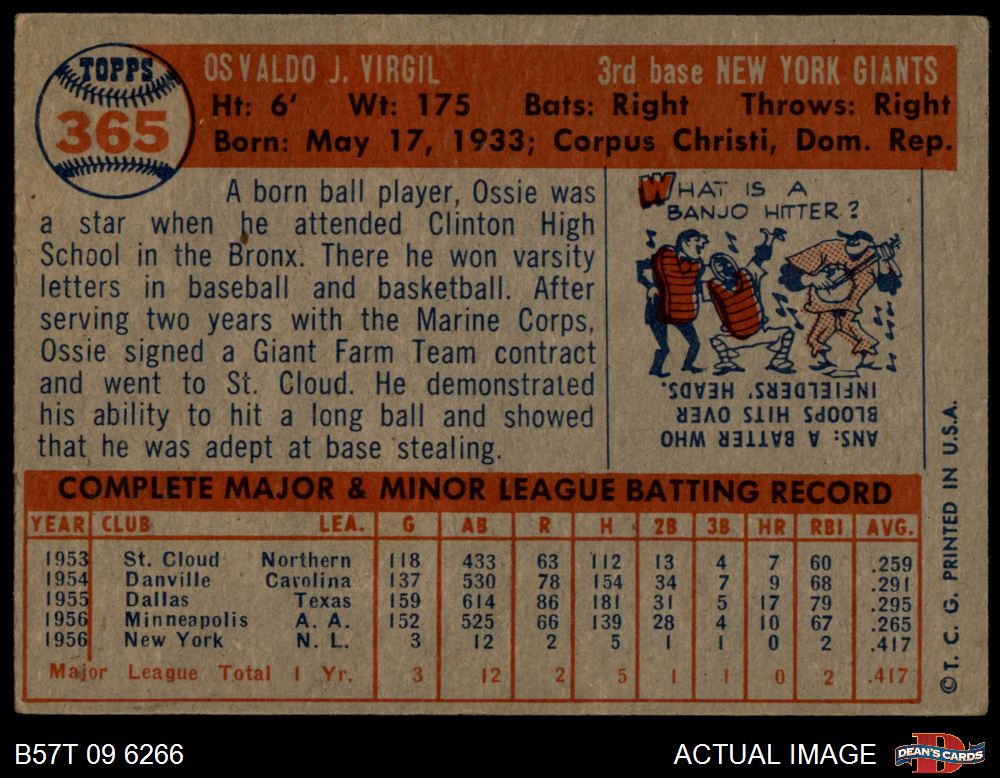 TOPPS
365
OSVALDO J. VIRGIL 3rd base NEW YORK GIANTS
Ht: 6' Wt: 175 Bats: Right Throws: Right
Born: May 17, 1933; Corpus Christi, Dom. Rep.
A born ball player, Ossie was
a star when he attended Clinton High
School in the Bronx. There he won varsity
letters in baseball and basketball. After
serving two years with the Marine Corps,
Ossie signed a Giant Farm Team contract
and went to St. Cloud. He demonstrated
his ability to hit a long ball and showed
that he was adept at base stealing.
WHAT IS A
BANJO HITTER?
ANS: A BATTER WHO
BLOOPS HITS OVER
INFIELDERS' HEADS.
COMPLETE MAJOR & MINOR LEAGUE BATTING RECORD
YEAR CLUB LEA. G AB R H 2B 3B HR RBI AVG.
1953 St. Cloud Northern 118 433 63 112 13 4 7 60 .259
1954 Danville Carolina 137 530 78 154 34 7 9 68 .291
1955 Dallas Texas 159 614 86 181 31 5 17 79 .295
1956 Minneapolis A. A. 152 525 66 139 28 4 10 67 .265
1956 New York N. L. 3 12 2 5 1 1 0 2 .417
Major League Total 1 Yr. 3 12 2 5 1 1 0 2 .417
©T. C. G. PRINTED IN U.S.A.
B57T 09 6266 ACTUAL IMAGE
DEAN'S CARDS